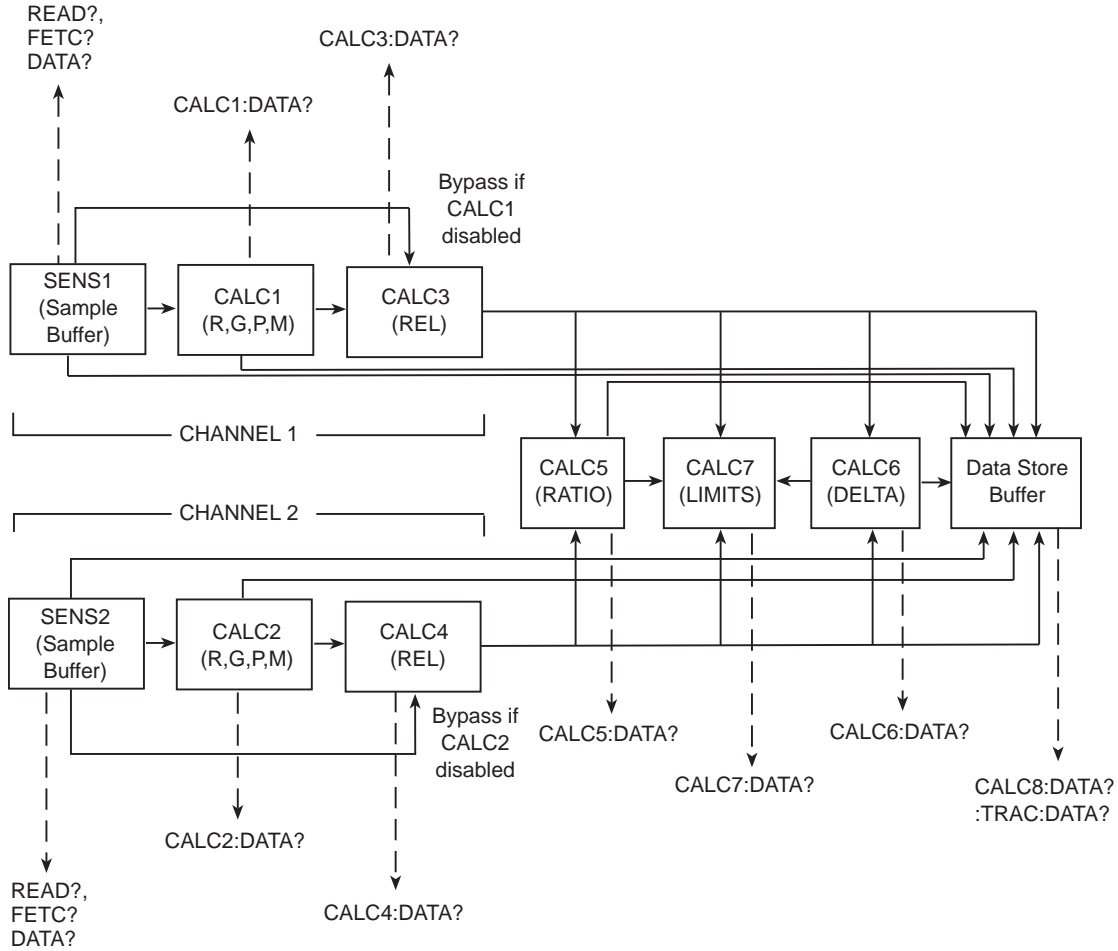 READ?,
FETC?
DATA?
CALC3:DATA?
CALC1:DATA?
Bypass if
CALC1
disabled
SENS1
(Sample
Buffer)
CALC1
(R,G,P,M)
CALC3
(REL)
CHANNEL 1
CALC5
(RATIO)
CALC7
(LIMITS)
CALC6
(DELTA)
Data Store
Buffer
CHANNEL 2
SENS2
(Sample
Buffer)
CALC2
(R,G,P,M)
CALC4
(REL)
Bypass if
CALC2
disabled
CALC5:DATA?
CALC6:DATA?
CALC7:DATA?
CALC8:DATA?
:TRAC:DATA?
CALC2:DATA?
READ?,
FETC?
DATA?
CALC4:DATA?